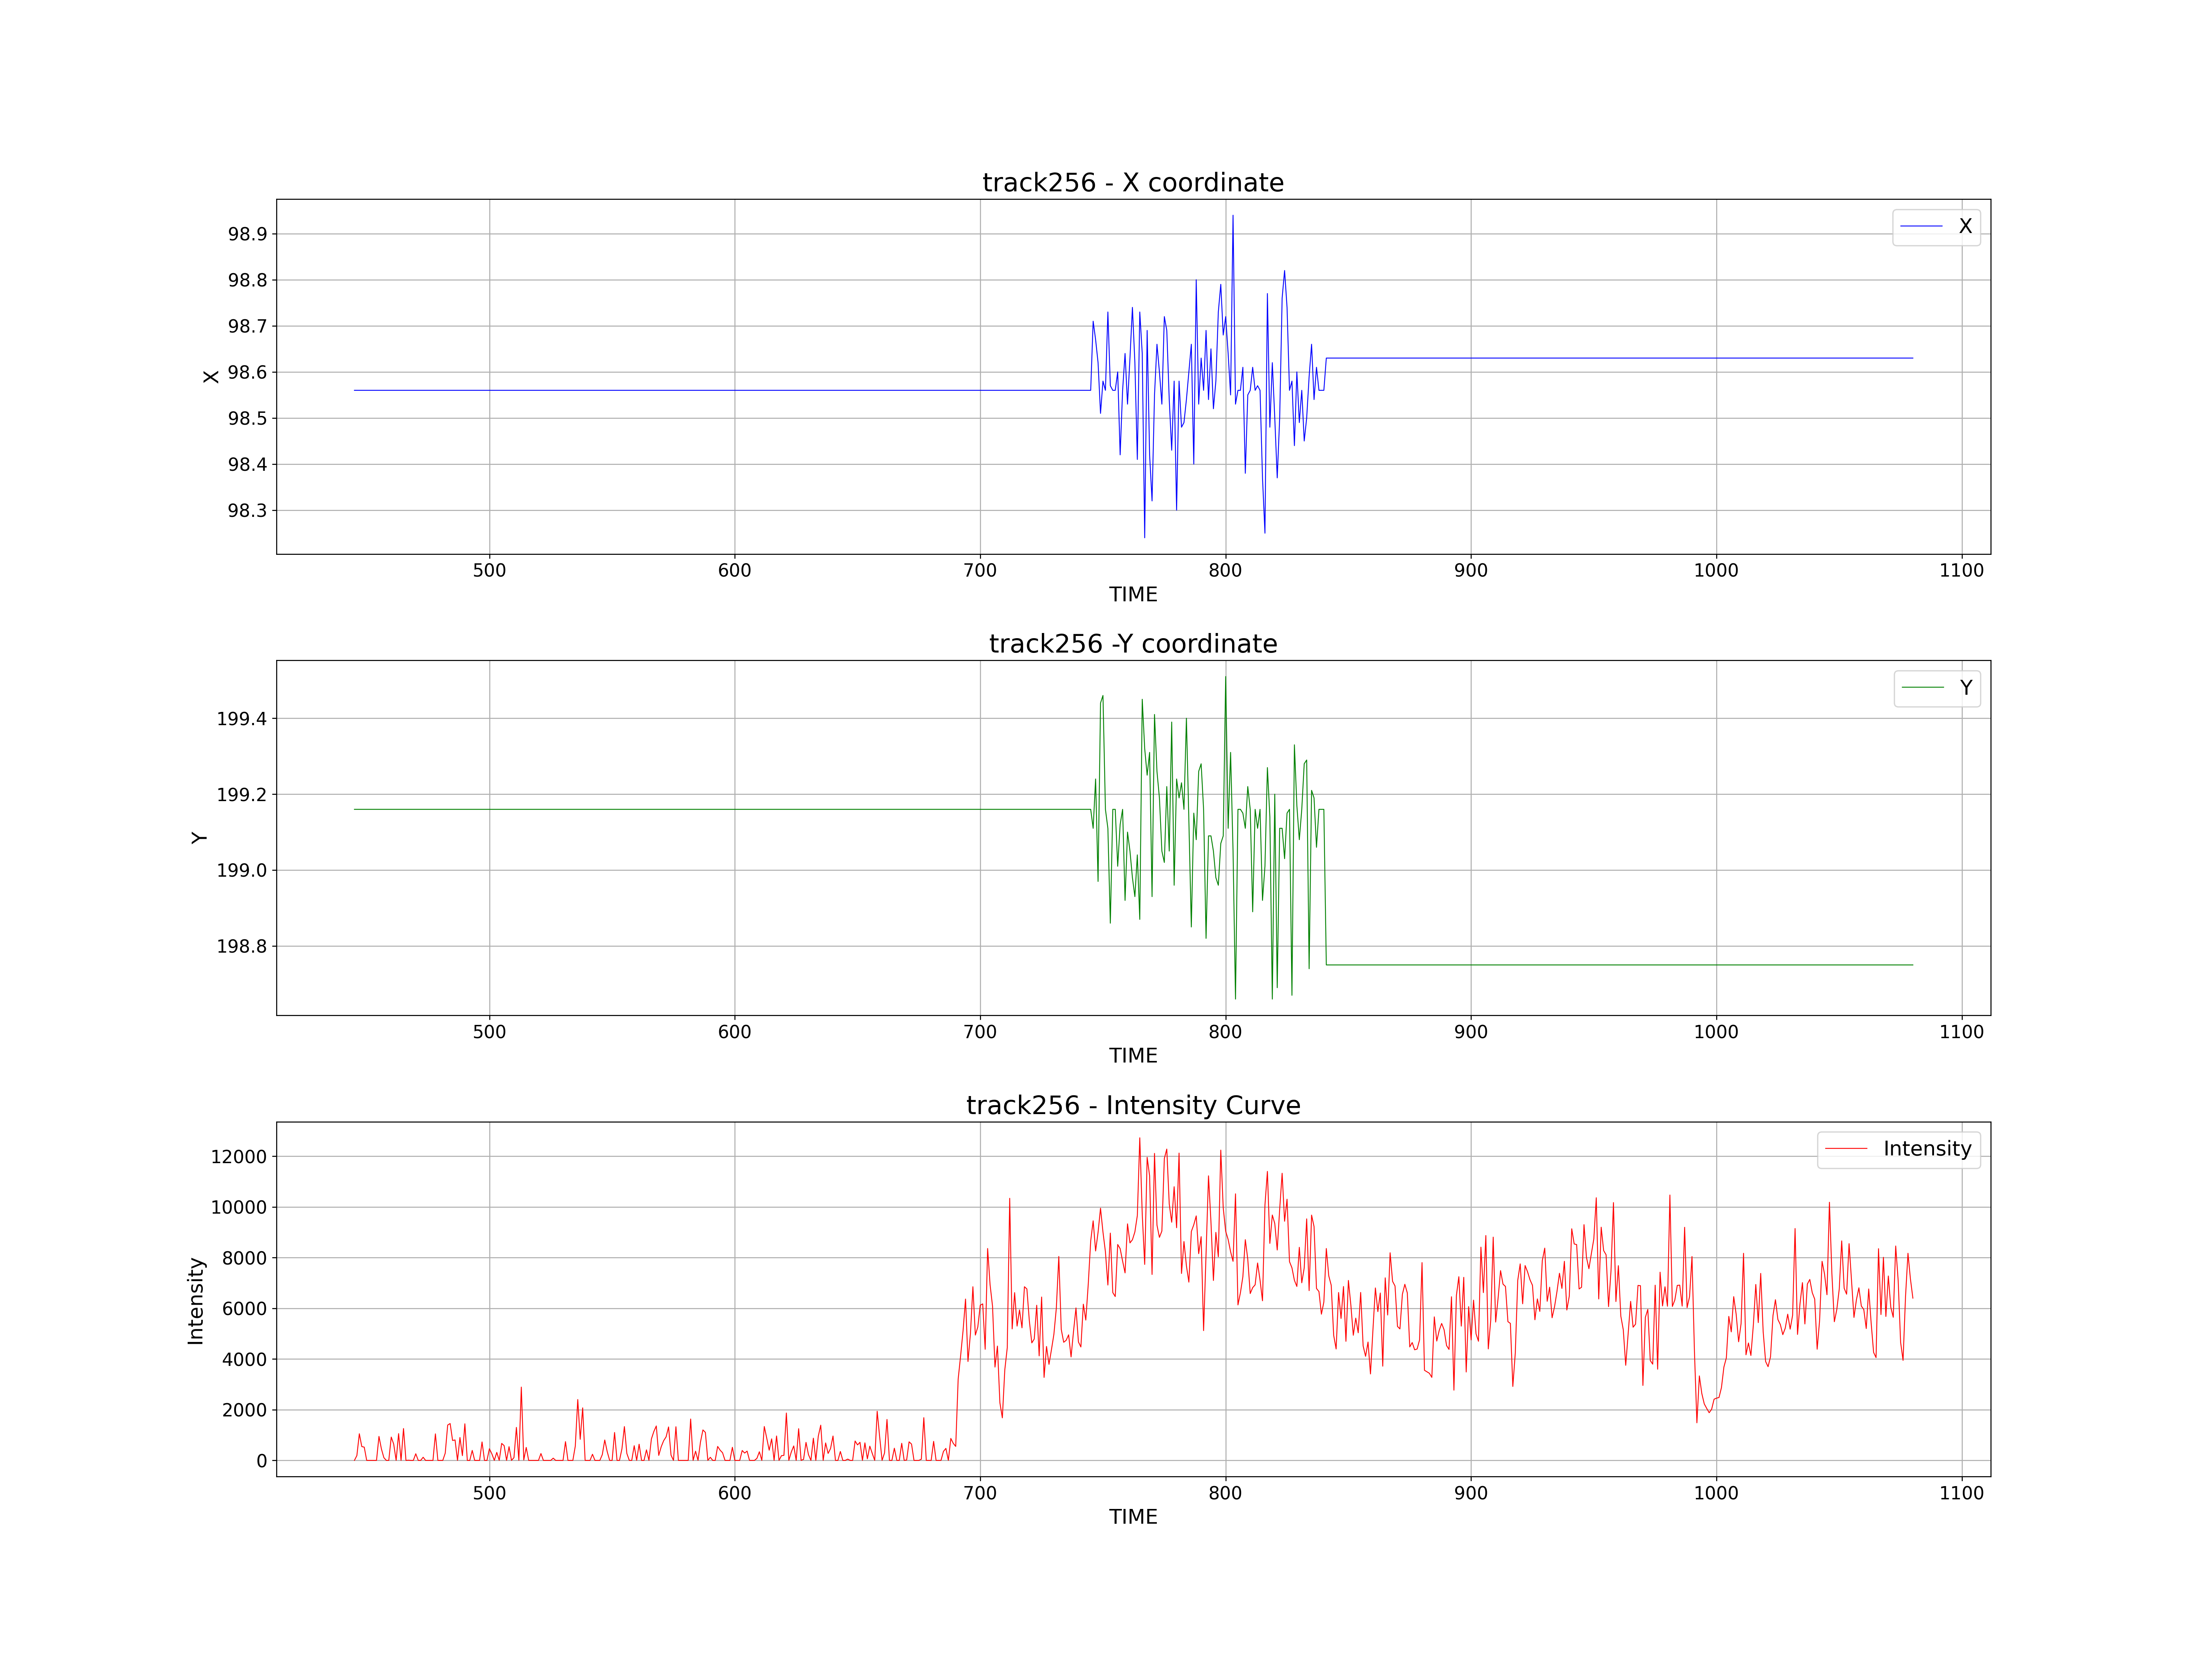 track256 - X coordinate
X
98.9
98.8
98.7
98.6
98.5
98.4
98.3
X
500 600 700 800 900 1000 1100
TIME
track256 -Y coordinate
Y
199.4
199.2
199.0
198.8
Y
500 600 700 800 900 1000 1100
TIME
track256 - Intensity Curve
Intensity
12000
10000
8000
6000
4000
2000
0
Intensity
500 600 700 800 900 1000 1100
TIME